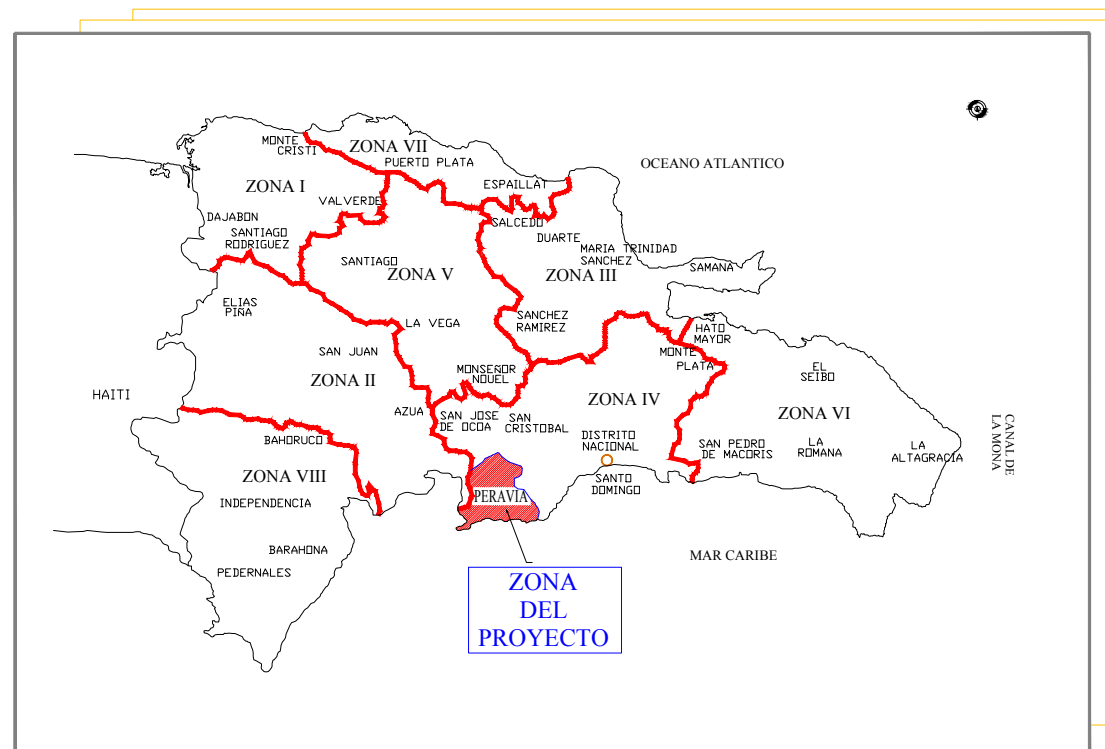 MONTE
CRISTI
ZONA VII
PUERTO PLATA
OCEANO ATLANTICO
ZONA I
ESPAILLAT
VALVERDE
DAJABON
SANTIAGO
RODRIGUEZ
SALCEDO
DUARTE
MARIA TRINIDAD
SANCHEZ
SANTIAGO
ZONA V
ZONA III
SAMANA
ELIAS
PIÑA
LA VEGA
SANCHEZ
RAMIREZ
HATO
MAYOR
SAN JUAN
MONTE
PLATA
MONSEÑOR
NOUEL
EL
SEIBO
ZONA II
HAITI
ZONA IV
ZONA VI
AZUA
SAN JOSE
DE OCOA
SAN
CRISTOBAL
CANAL DE
LA MONA
BAHORUCO
DISTRITO
NACIONAL
SAN PEDRO
DE MACORIS
LA
ROMANA
LA
ALTAGRACIA
ZONA VIII
SANTO
DOMINGO
INDEPENDENCIA
PERAVIA
BARAHONA
MAR CARIBE
PEDERNALES
ZONA
DEL
PROYECTO